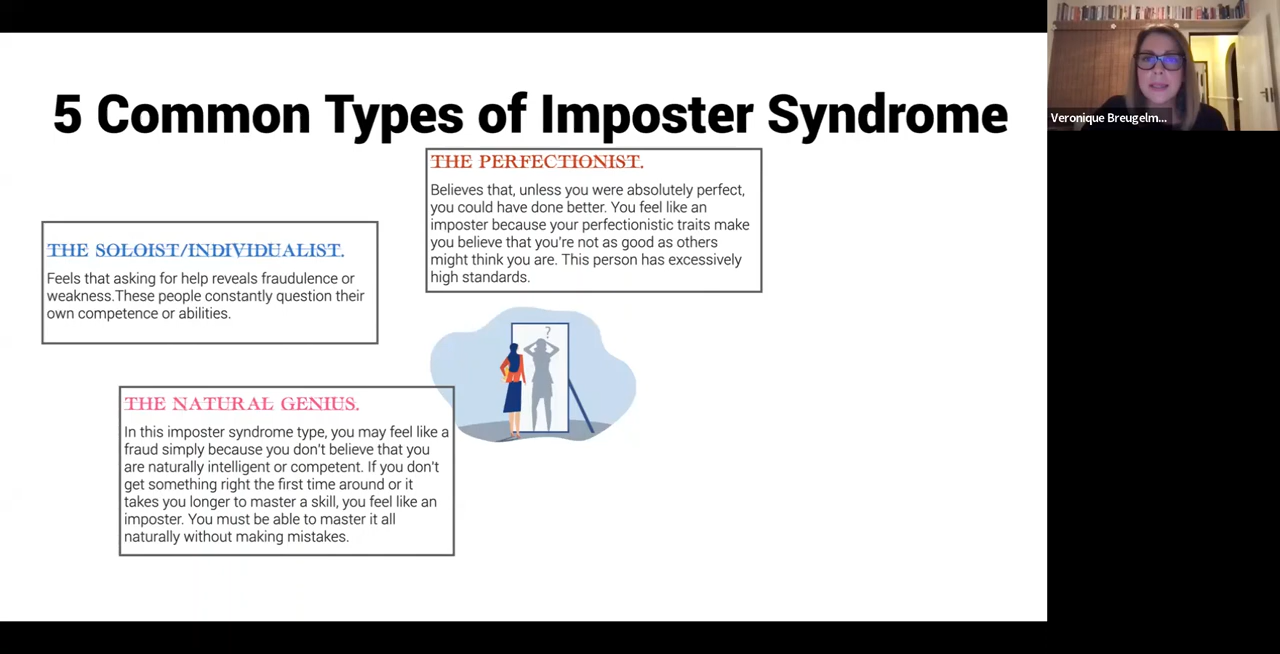 5 Common Types of Imposter Syndrome
THE PERFECTIONIST.
Believes that, unless you were absolutely perfect,
you could have done better. You feel like an
imposter because your perfectionistic traits make
you believe that you're not as good as others
might think you are. This person has excessively
high standards.
THE SOLOIST/INDIVIDUALIST.
Feels that asking for help reveals fraudulence or
weakness.These people constantly question their
own competence or abilities.
?
THE NATURAL GENIUS.
In this imposter syndrome type, you may feel like a
fraud simply because you don't believe that you
are naturally intelligent or competent. If you don't
get something right the first time around or it
takes you longer to master a skill, you feel like an
imposter. You must be able to master it all
naturally without making mistakes.
Veronique Breugelm...